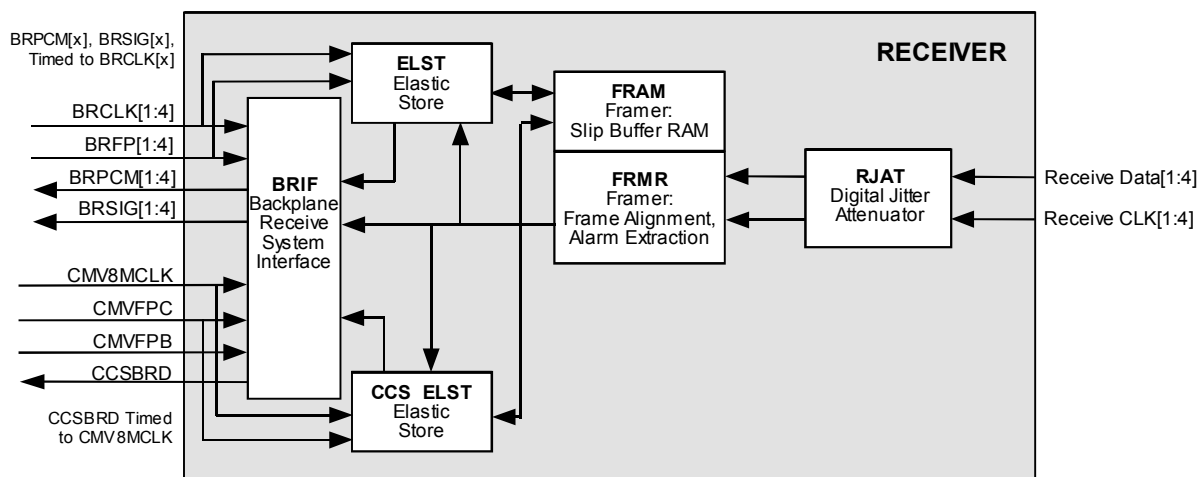 BRPCM[x], BRSIG[x],
Timed to BRCLK[x]
BRCLK[1:4]
BRFP[1:4]
BRPCM[1:4]
BRSIG[1:4]
CMV8MCLK
CMVFPC
CMVFPB
CCSBRD
CCSBRD Timed
to CMV8MCLK
BRIF
Backplane
Receive
System
Interface
ELST
Elastic
Store
CCS ELST
Elastic
Store
FRAM
Framer:
Slip Buffer RAM
FRMR
Framer:
Frame Alignment,
Alarm Extraction
RECEIVER
RJAT
Digital Jitter
Attenuator
Receive Data[1:4]
Receive CLK[1:4]